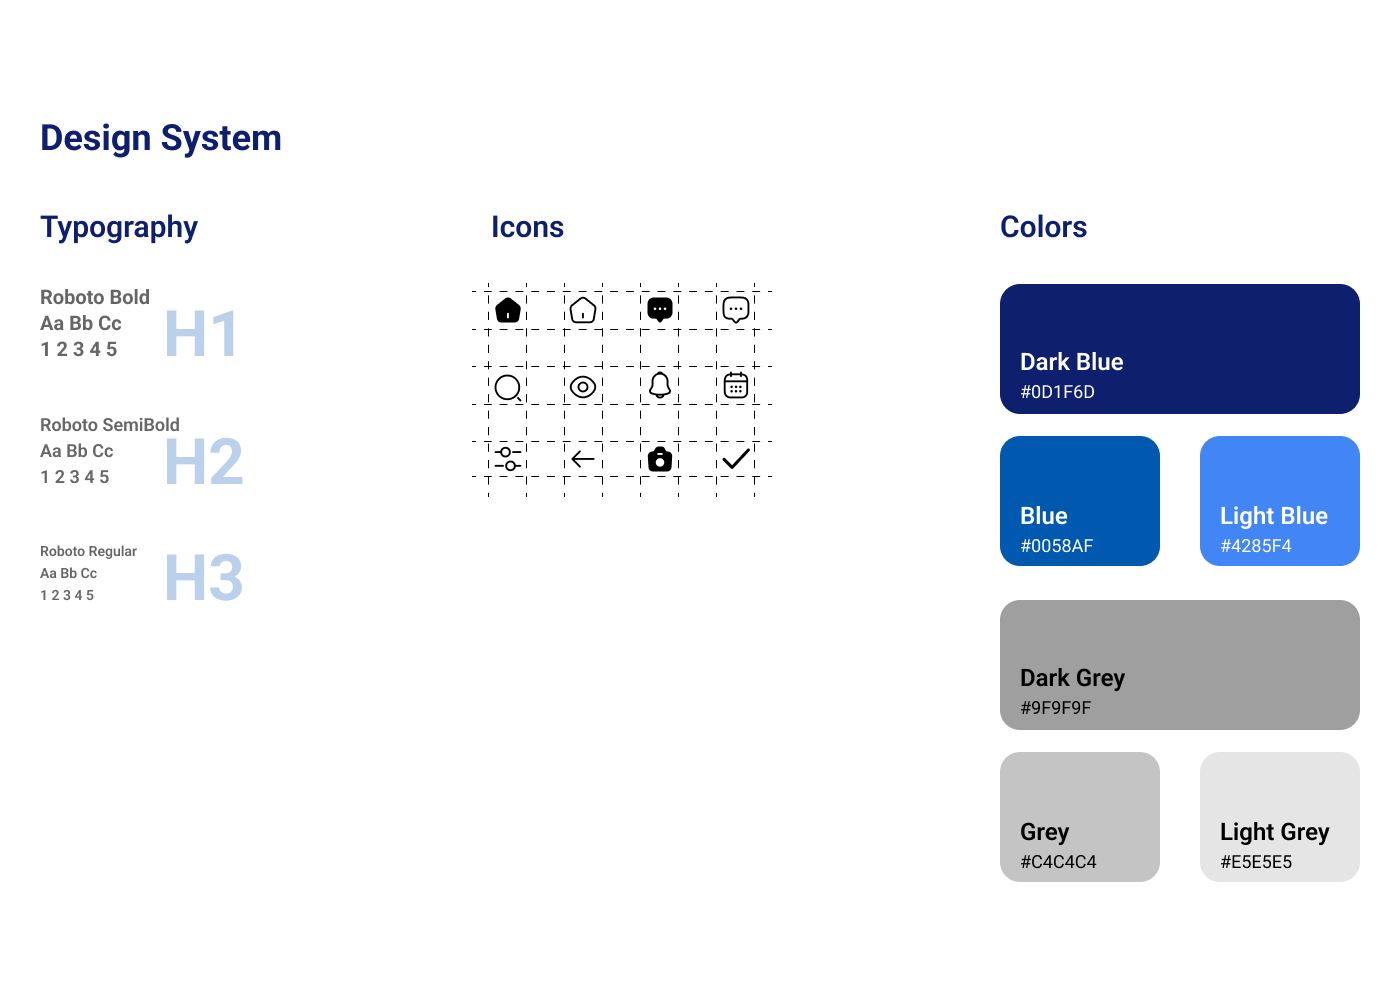 Design System
Typography
Roboto Bold
Aa Bb Cc
1 2 3 4 5
H1
Roboto SemiBold
Aa Bb Cc
1 2 3 4 5
H2
Roboto Regular
Aa Bb Cc
1 2 3 4 5
H3
Icons
Colors
Dark Blue
#0D1F6D
Blue
#0058AF
Light Blue
#4285F4
Dark Grey
#9F9F9F
Grey
#C4C4C4
Light Grey
#E5E5E5